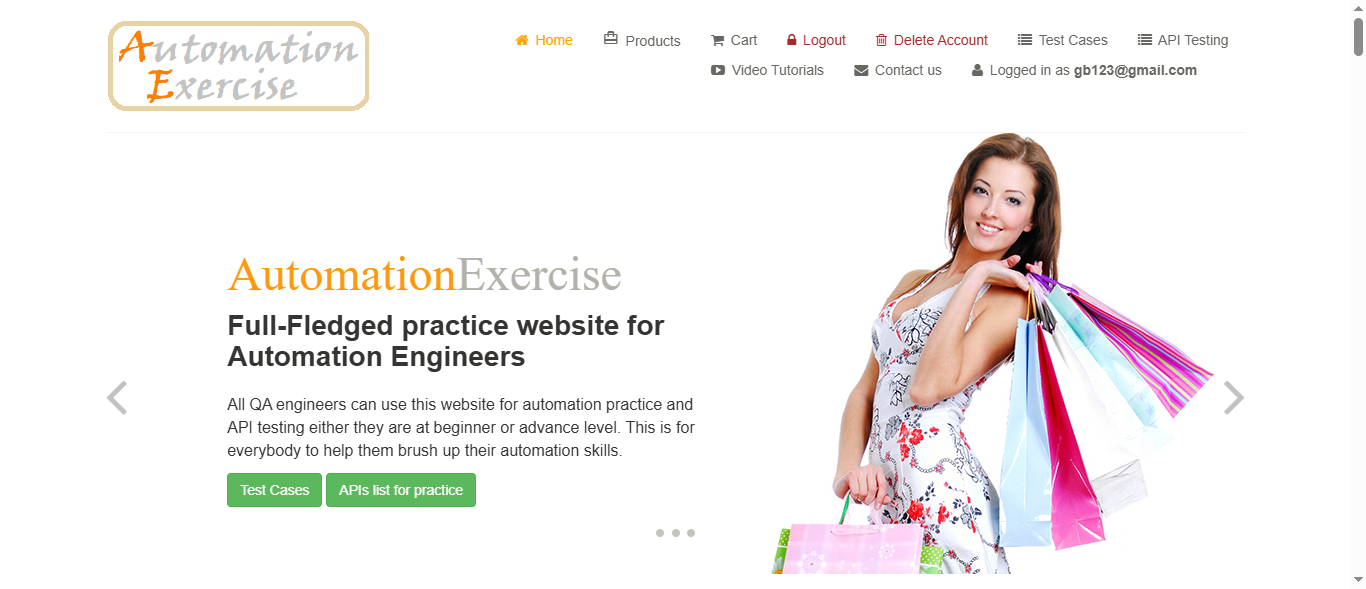 Automation
Exercise
Home Products Cart Logout Delete Account Test Cases API Testing
Video Tutorials Contact us Logged in as gb123@gmail.com
AutomationExercise
Full-Fledged practice website for
Automation Engineers
All QA engineers can use this website for automation practice and
API testing either they are at beginner or advance level. This is for
everybody to help them brush up their automation skills.
Test Cases APIs list for practice